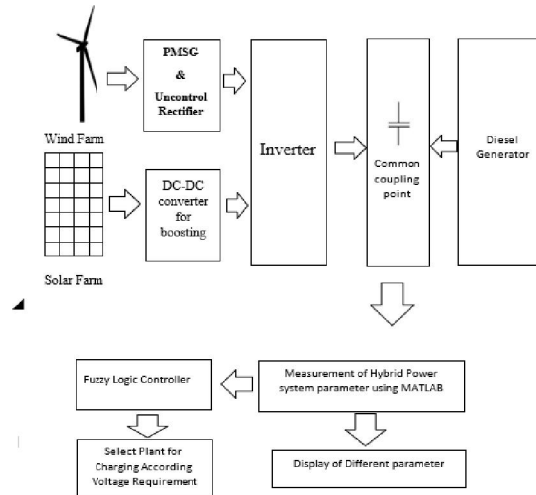 Wind Farm
PMSG
&
Uncontrol
Rectifier
Solar Farm
DC-DC
converter
for
boosting
Inverter
Common
coupling
point
Diesel
Generator
Fuzzy Logic Controller
Measurement of Hybrid Power
system parameter using MATLAB
Select Plant for
Charging According
Voltage Requirement
Display of Different parameter